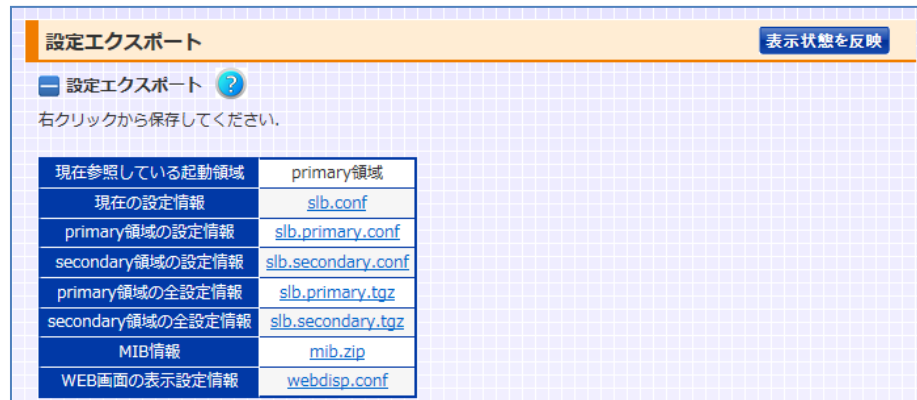 設定エクスポート 表示状態を反映
設定エクスポート ?
右クリックから保存してください.
現在参照している起動領域 primary領域
現在の設定情報 slb.conf
primary領域の設定情報 slb.primary.conf
secondary領域の設定情報 slb.secondary.conf
primary領域の全設定情報 slb.primary.tgz
secondary領域の全設定情報 slb.secondary.tgz
MIB情報 mib.zip
WEB画面の表示設定情報 webdisp.conf